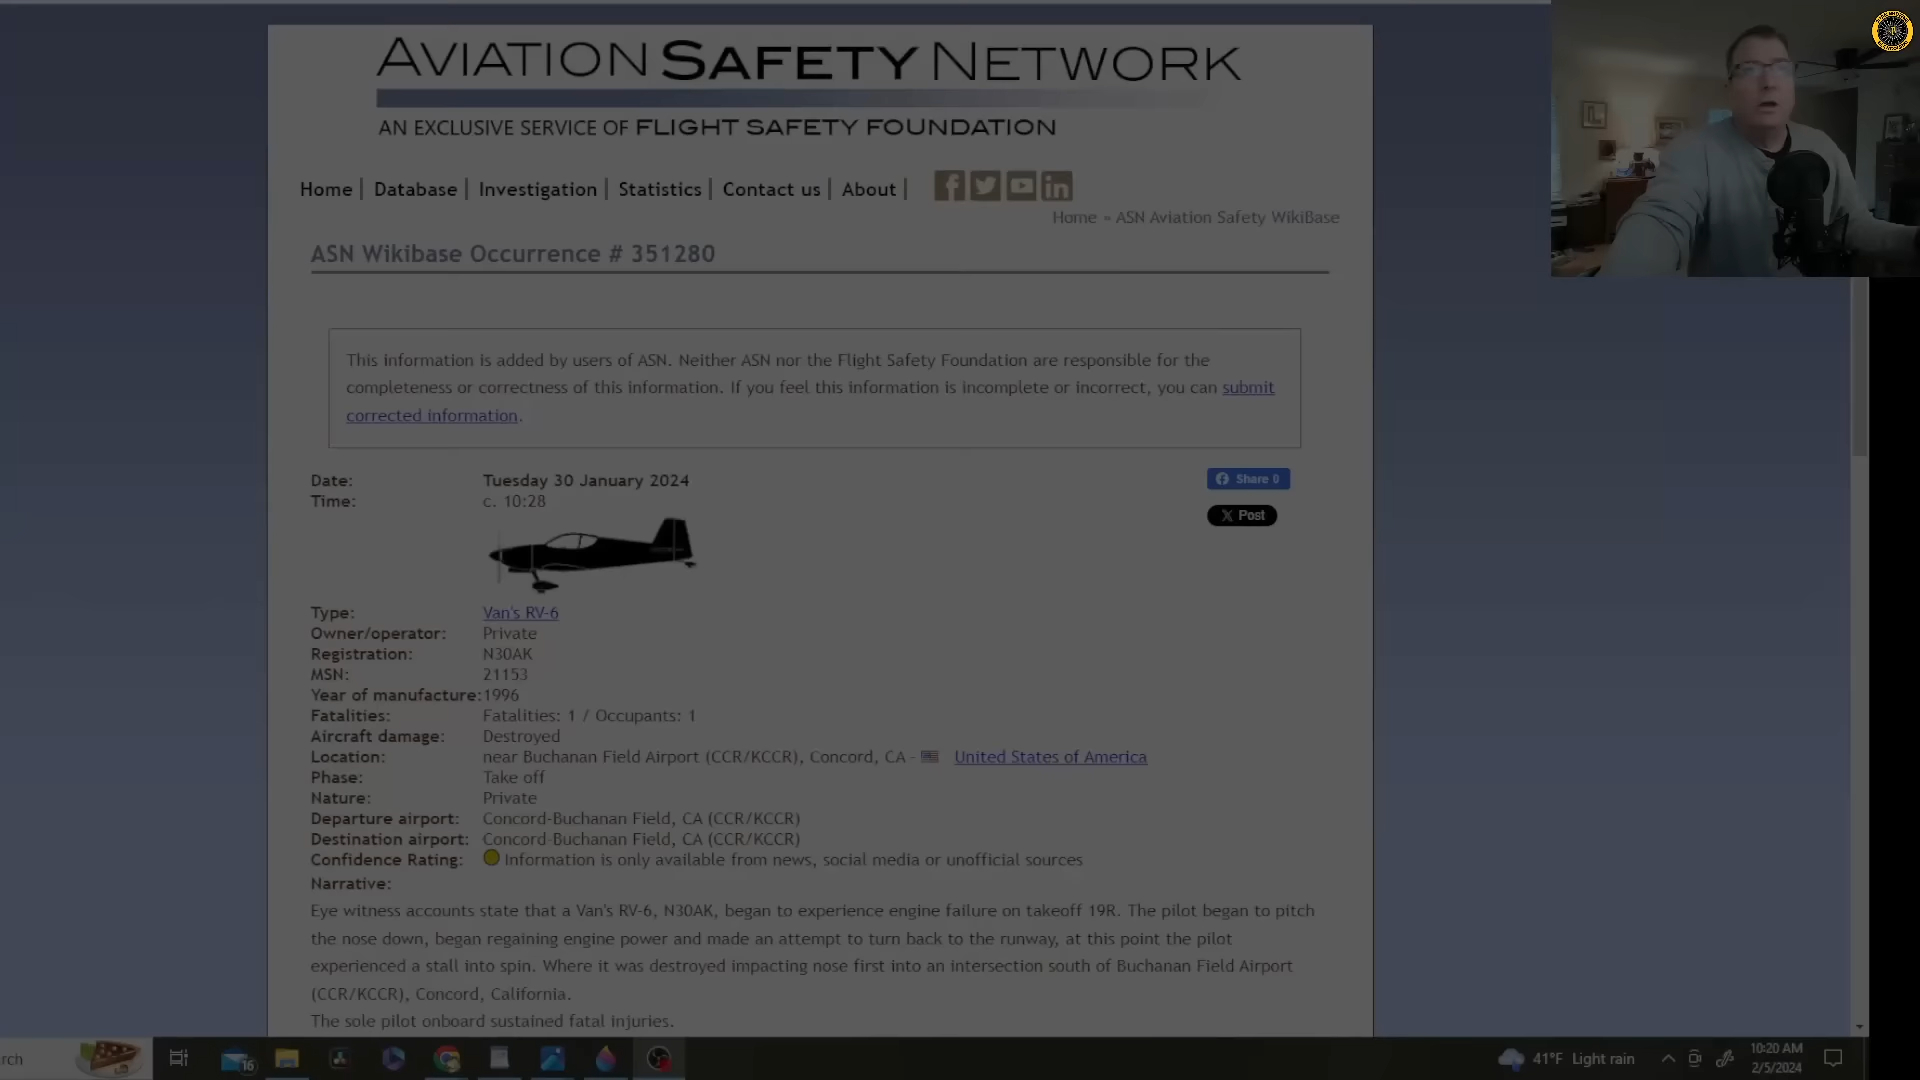 AVIATION SAFETY NETWORK
AN EXCLUSIVE SERVICE OF FLIGHT SAFETY FOUNDATION
Home | Database | Investigation | Statistics | Contact us | About |
Home » ASN Aviation Safety WikiBase
ASN Wikibase Occurrence # 351280
This information is added by users of ASN. Neither ASN nor the Flight Safety Foundation are responsible for the
completeness or correctness of this information. If you feel this information is incomplete or incorrect, you can submit
corrected information.
Date: Tuesday 30 January 2024
Share 0
Time: c. 10:28
Post
Type: Van's RV-6
Owner/operator: Private
Registration: N30AK
MSN: 21153
Year of manufacture: 1996
Fatalities: Fatalities: 1 / Occupants: 1
Aircraft damage: Destroyed
Location: near Buchanan Field Airport (CCR/KCCR), Concord, CA - United States of America
Phase: Take off
Nature: Private
Departure airport: Concord-Buchanan Field, CA (CCR/KCCR)
Destination airport: Concord-Buchanan Field, CA (CCR/KCCR)
Confidence Rating: Information is only available from news, social media or unofficial sources
Narrative:
Eye witness accounts state that a Van's RV-6, N30AK, began to experience engine failure on takeoff 19R. The pilot began to pitch
the nose down, began regaining engine power and made an attempt to turn back to the runway, at this point the pilot
experienced a stall into spin. Where it was destroyed impacting nose first into an intersection south of Buchanan Field Airport
(CCR/KCCR), Concord, California.
The sole pilot onboard sustained fatal injuries.
rch
16
41°F Light rain
10:20 AM
2/5/2024